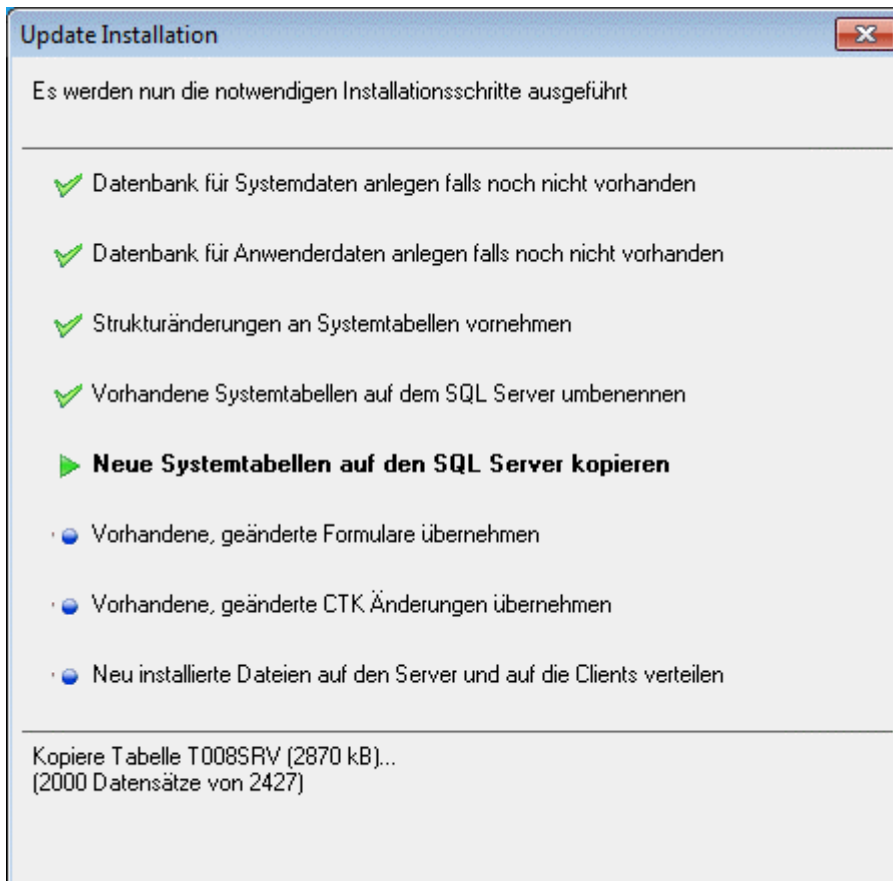 Update Installation
Es werden nun die notwendigen Installationsschritte ausgeführt
Datenbank für Systemdaten anlegen falls noch nicht vorhanden
Datenbank für Anwenderdaten anlegen falls noch nicht vorhanden
Strukturänderungen an Systemtabellen vornehmen
Vorhandene Systemtabellen auf dem SQL Server umbenennen
Neue Systemtabellen auf den SQL Server kopieren
Vorhandene, geänderte Formulare übernehmen
Vorhandene, geänderte CTK Änderungen übernehmen
Neu installierte Dateien auf den Server und auf die Clients verteilen
Kopiere Tabelle T008SRV (2870 kB)...
(2000 Datensätze von 2427)